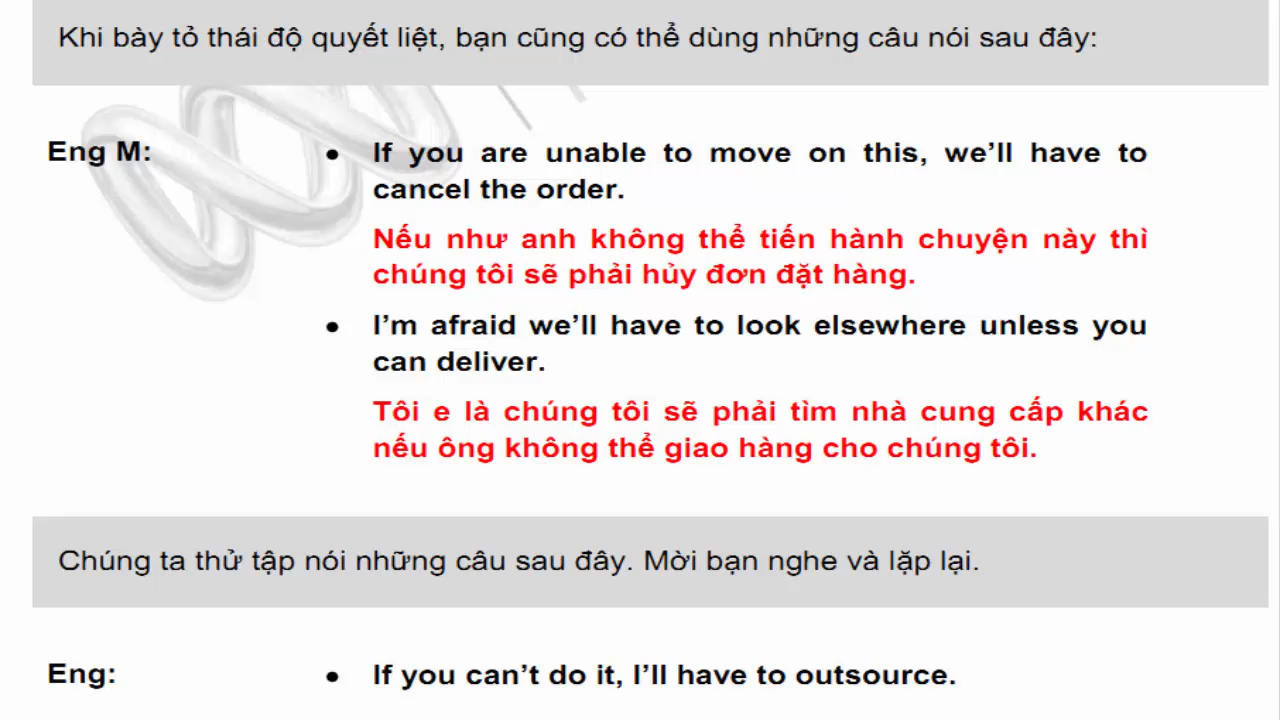 Khi bày tỏ thái độ quyết liệt, bạn cũng có thể dùng những câu nói sau đây:
Eng M:
• If you are unable to move on this, we’ll have to
cancel the order.
Nếu như anh không thể tiến hành chuyện này thì
chúng tôi sẽ phải hủy đơn đặt hàng.
• I’m afraid we’ll have to look elsewhere unless you
can deliver.
Tôi e là chúng tôi sẽ phải tìm nhà cung cấp khác
nếu ông không thể giao hàng cho chúng tôi.
Chúng ta thử tập nói những câu sau đây. Mời bạn nghe và lặp lại.
Eng:
• If you can’t do it, I’ll have to outsource.